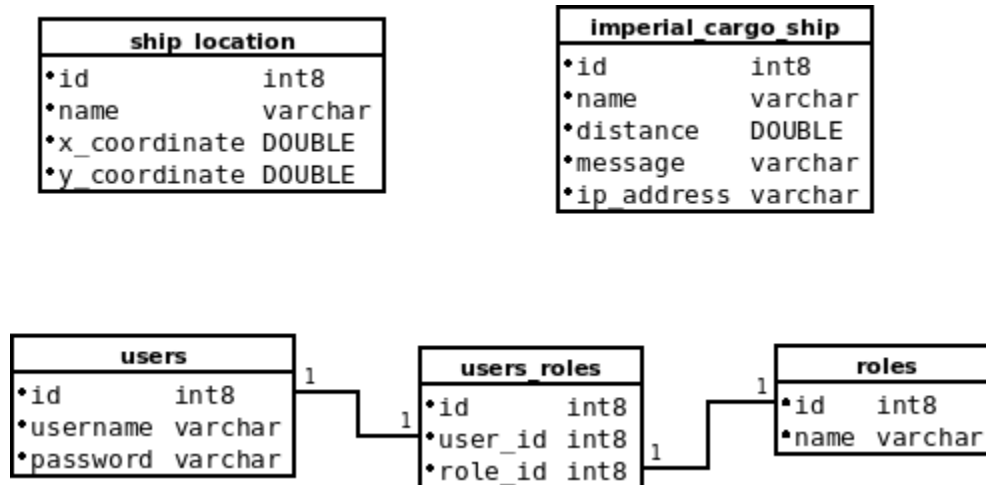 ship_location
id int8
name varchar
x_coordinate DOUBLE
y_coordinate DOUBLE
imperial_cargo_ship
id int8
name varchar
distance DOUBLE
message varchar
ip_address varchar
users
id int8
username varchar
password varchar
1
1
users_roles
id int8
user_id int8
role_id int8
1
1
roles
id int8
name varchar